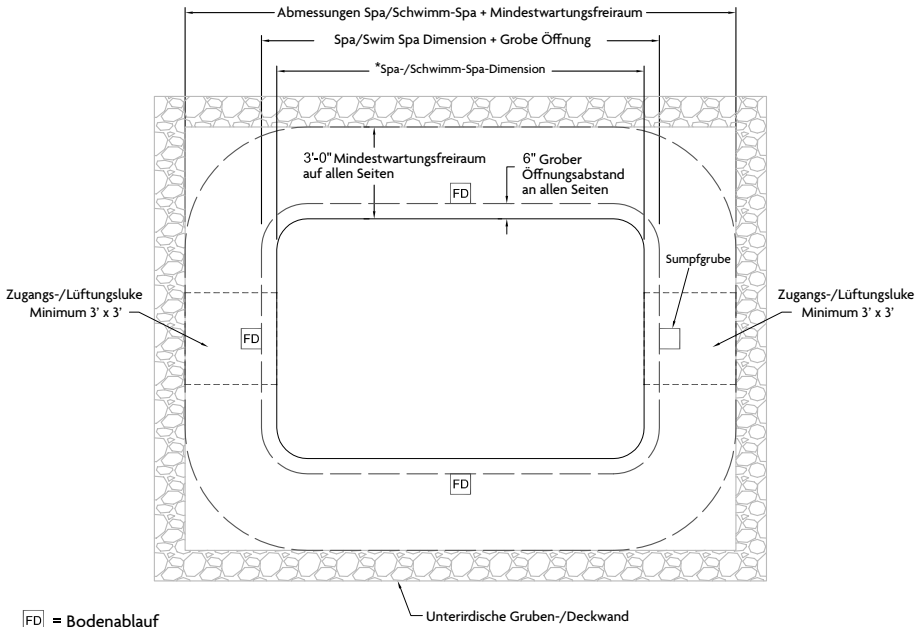 Abmessungen Spa/Schwimm-Spa + Mindestwartungsfreiraum
Spa/Swim Spa Dimension + Grobe Öffnung
*Spa-/Schwimm-Spa-Dimension
3'-0" Mindestwartungsfreiraum
auf allen Seiten
6" Grober
Öffnungsabstand
an allen Seiten
FD
Sumpfgrube
Zugangs-/Lüftungsluke
Minimum 3' x 3'
Zugangs-/Lüftungsluke
Minimum 3' x 3'
FD
FD
Unterirdische Gruben-/Deckwand
FD = Bodenablauf